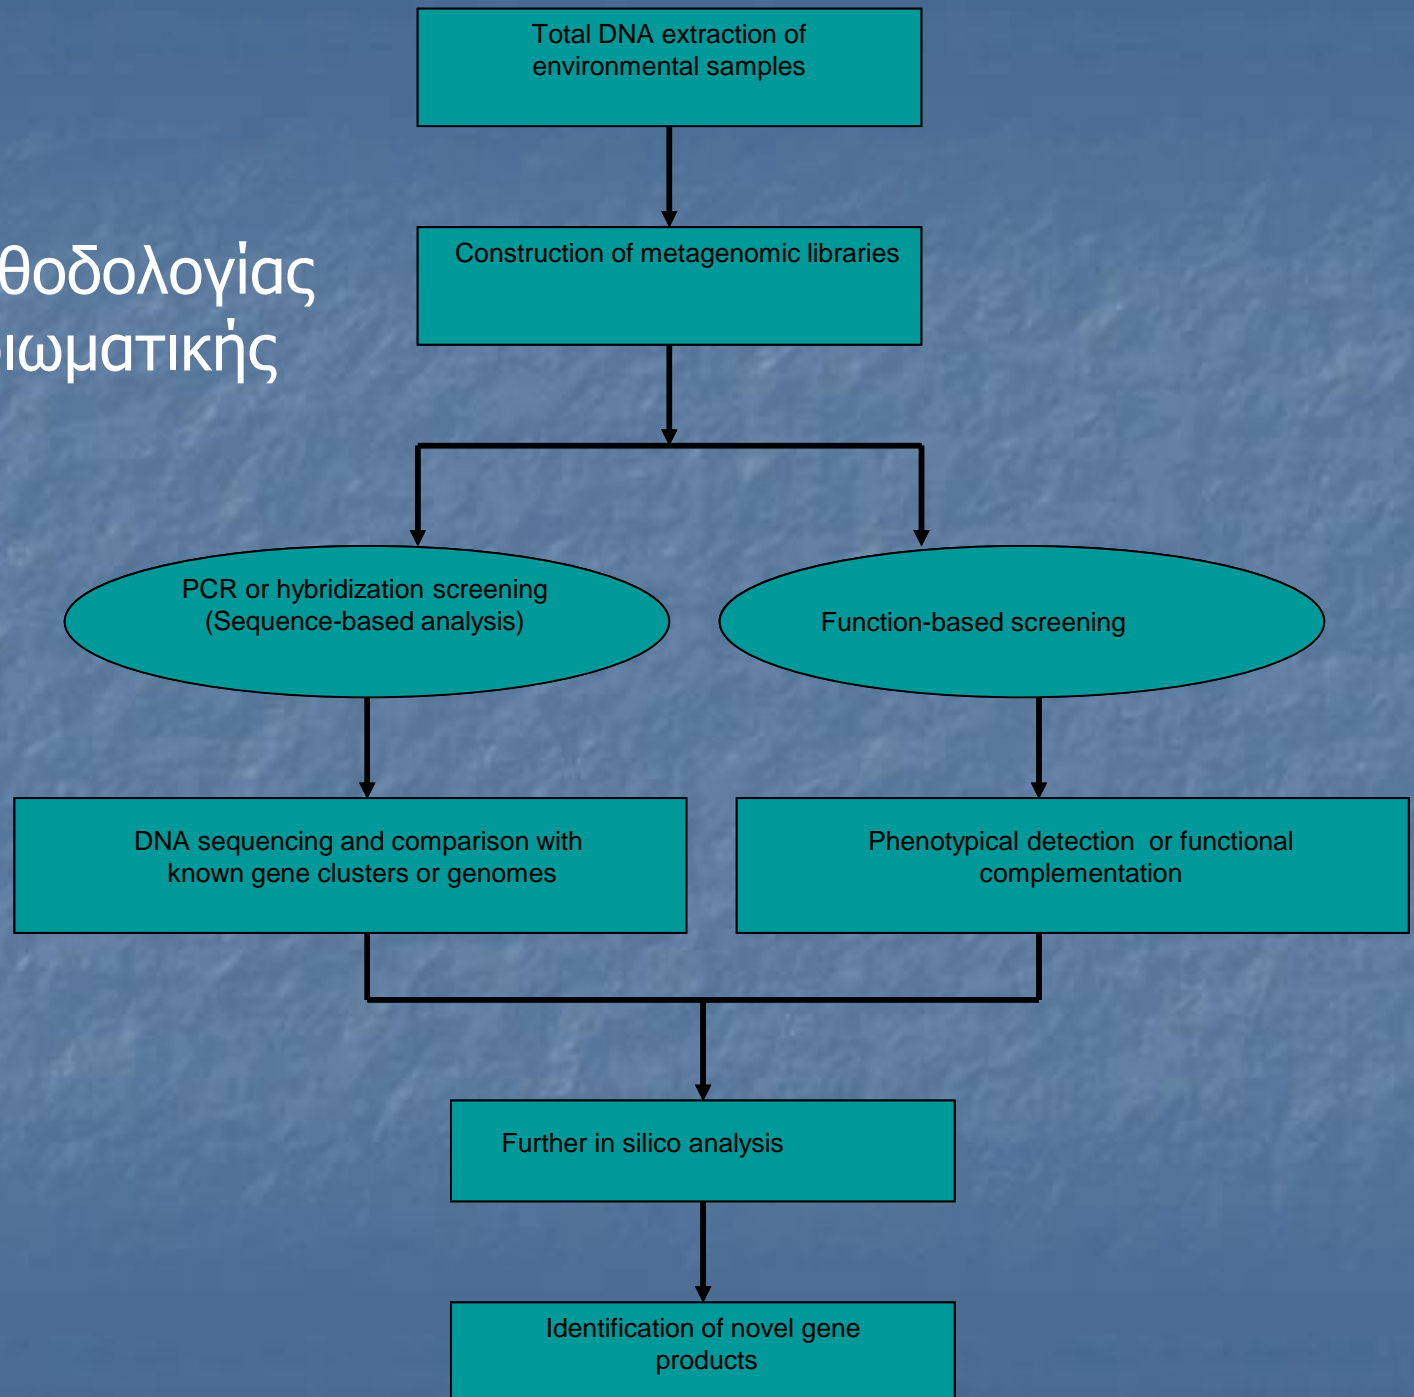 Total DNA extraction of
environmental samples
θοδολογίας
ιωματικής
Construction of metagenomic libraries
PCR or hybridization screening
(Sequence-based analysis)
Function-based screening
DNA sequencing and comparison with
known gene clusters or genomes
Phenotypical detection or functional
complementation
Further in silico analysis
Identification of novel gene
products